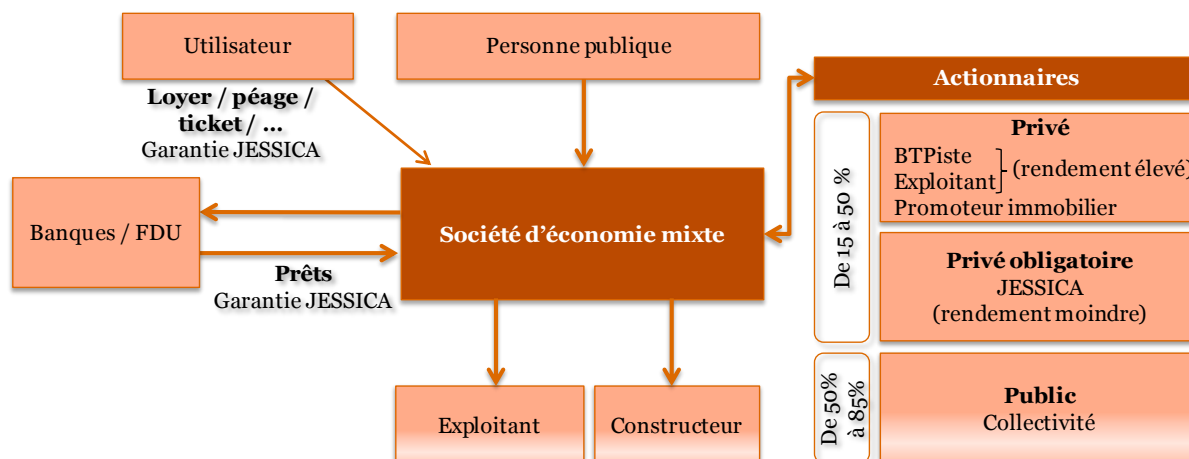 Utilisateur
Personne publique
Loyer / péage /
ticket / ...
Garantie JESSICA
Banques / FDU
Prêts
Garantie JESSICA
Société d’économie mixte
Exploitant
Constructeur
Actionnaires
De 15 à 50 %
Privé
BTPiste
Exploitant
(rendement élevé)
Promoteur immobilier
Privé obligatoire
JESSICA
(rendement moindre)
De 50%
à 85%
Public
Collectivité